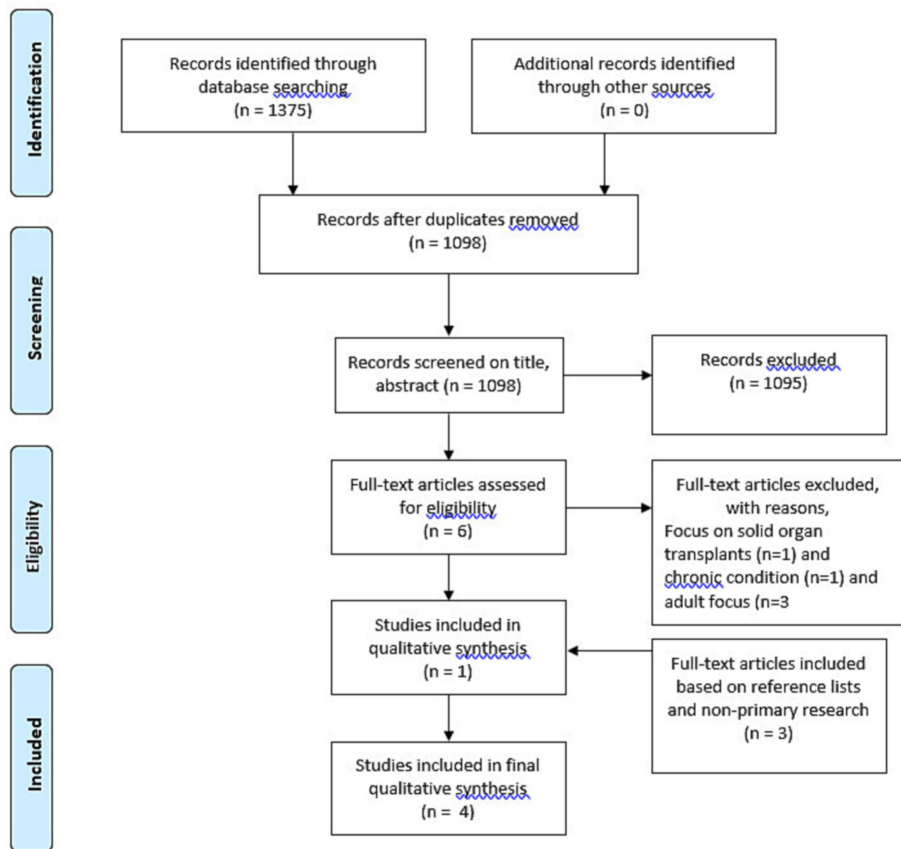 Identification
Records identified through
database searching
(n = 1375)
Additional records identified
through other sources
(n = 0)
Records after duplicates removed
(n = 1098)
Screening
Records screened on title,
abstract (n = 1098)
Records excluded
(n = 1095)
Eligibility
Full-text articles assessed
for eligibility
(n = 6)
Full-text articles excluded,
with reasons,
Focus on solid organ
transplants (n=1) and
chronic condition (n=1) and
adult focus (n=3
Studies included in
qualitative synthesis
(n = 1)
Full-text articles included
based on reference lists
and non-primary research
(n = 3)
Included
Studies included in final
qualitative synthesis
(n = 4)